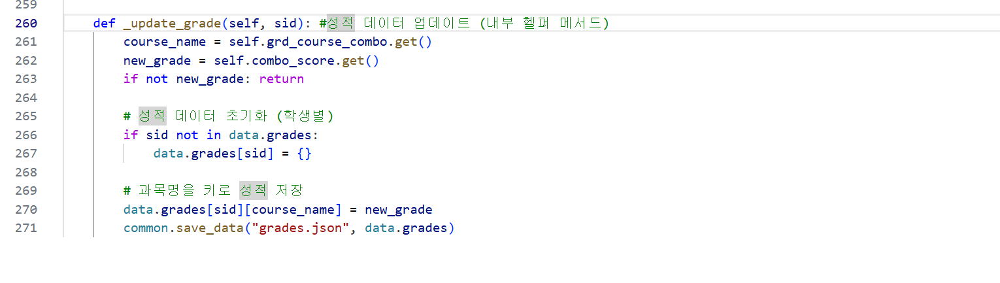 259
260 def _update_grade(self, sid): #성적 데이터 업데이트 (내부 헬퍼 메서드)
261 course_name = self.grd_course_combo.get()
262 new_grade = self.combo_score.get()
263 if not new_grade: return
264
265 # 성적 데이터 초기화 (학생별)
266 if sid not in data.grades:
267 data.grades[sid] = {}
268
269 # 과목명을 키로 성적 저장
270 data.grades[sid][course_name] = new_grade
271 common.save_data("grades.json", data.grades)